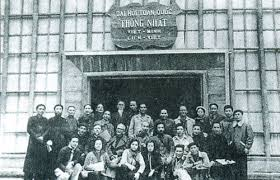 ĐẠI HỘI TOÀN QUỐC
THỐNG NHẤT
VIỆT-MINH
LIÊN-VIỆT